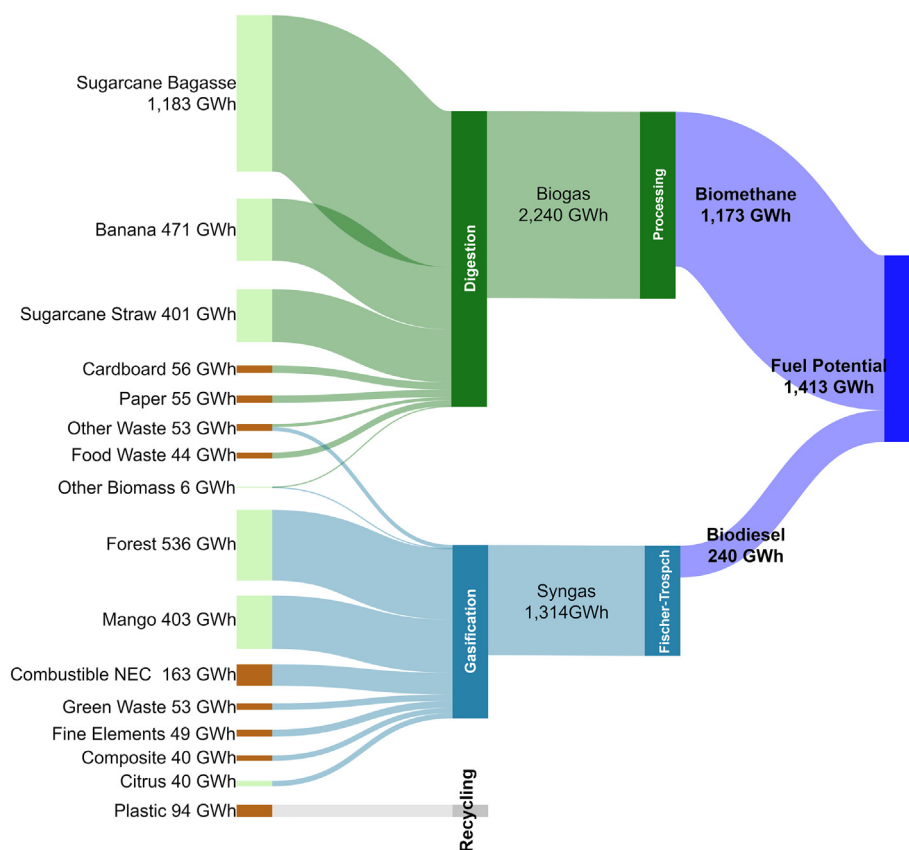 Sugarcane Bagasse
1,183 GWh
Banana 471 GWh
Sugarcane Straw 401 GWh
Cardboard 56 GWh
Paper 55 GWh
Other Waste 53 GWh
Food Waste 44 GWh
Other Biomass 6 GWh
Forest 536 GWh
Mango 403 GWh
Combustible NEC 163 GWh
Green Waste 53 GWh
Fine Elements 49 GWh
Composite 40 GWh
Citrus 40 GWh
Plastic 94 GWh
Digestion
Gasification
Recycling
Biogas
2,240 GWh
Syngas
1,314GWh
Processing
Fischer-Trospch
Biomethane
1,173 GWh
Biodiesel
240 GWh
Fuel Potential
1,413 GWh